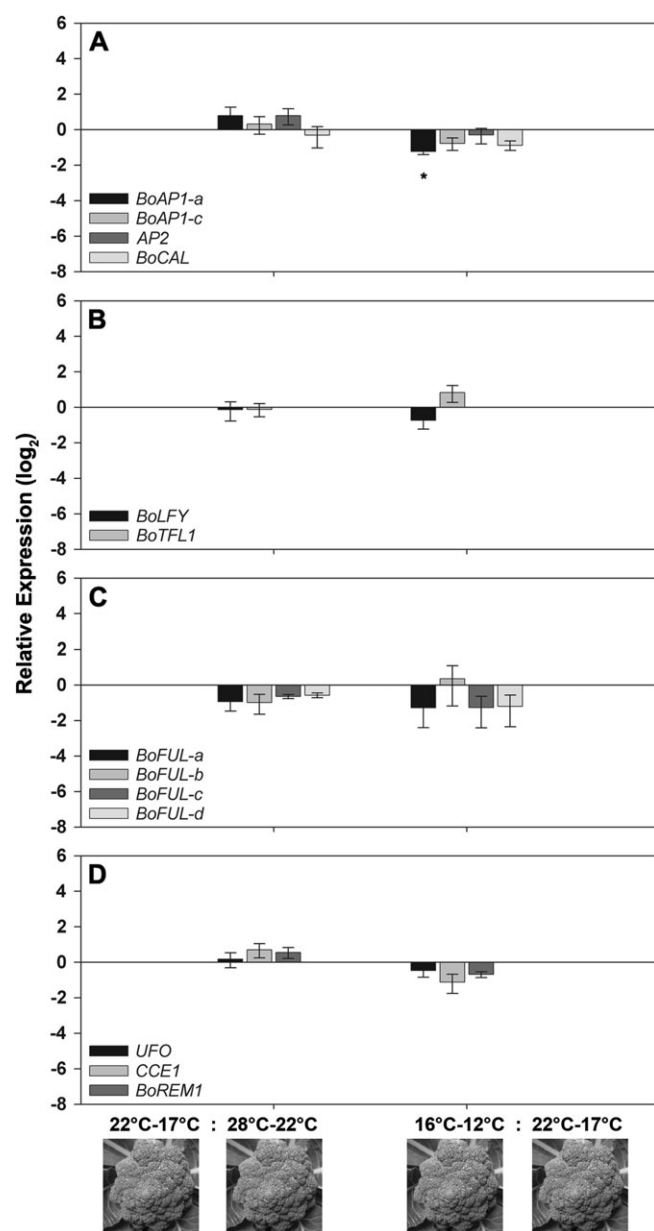 Relative Expression (log2)
A
6
4
2
0
-2
-4
-6
-8
*
BoAP1-a
BoAP1-c
AP2
BoCAL
B
6
4
2
0
-2
-4
-6
-8
BoLFY
BoTFL1
C
6
4
2
0
-2
-4
-6
-8
BoFUL-a
BoFUL-b
BoFUL-c
BoFUL-d
D
6
4
2
0
-2
-4
-6
-8
UFO
CCE1
BoREM1
22°C-17°C : 28°C-22°C
16°C-12°C : 22°C-17°C